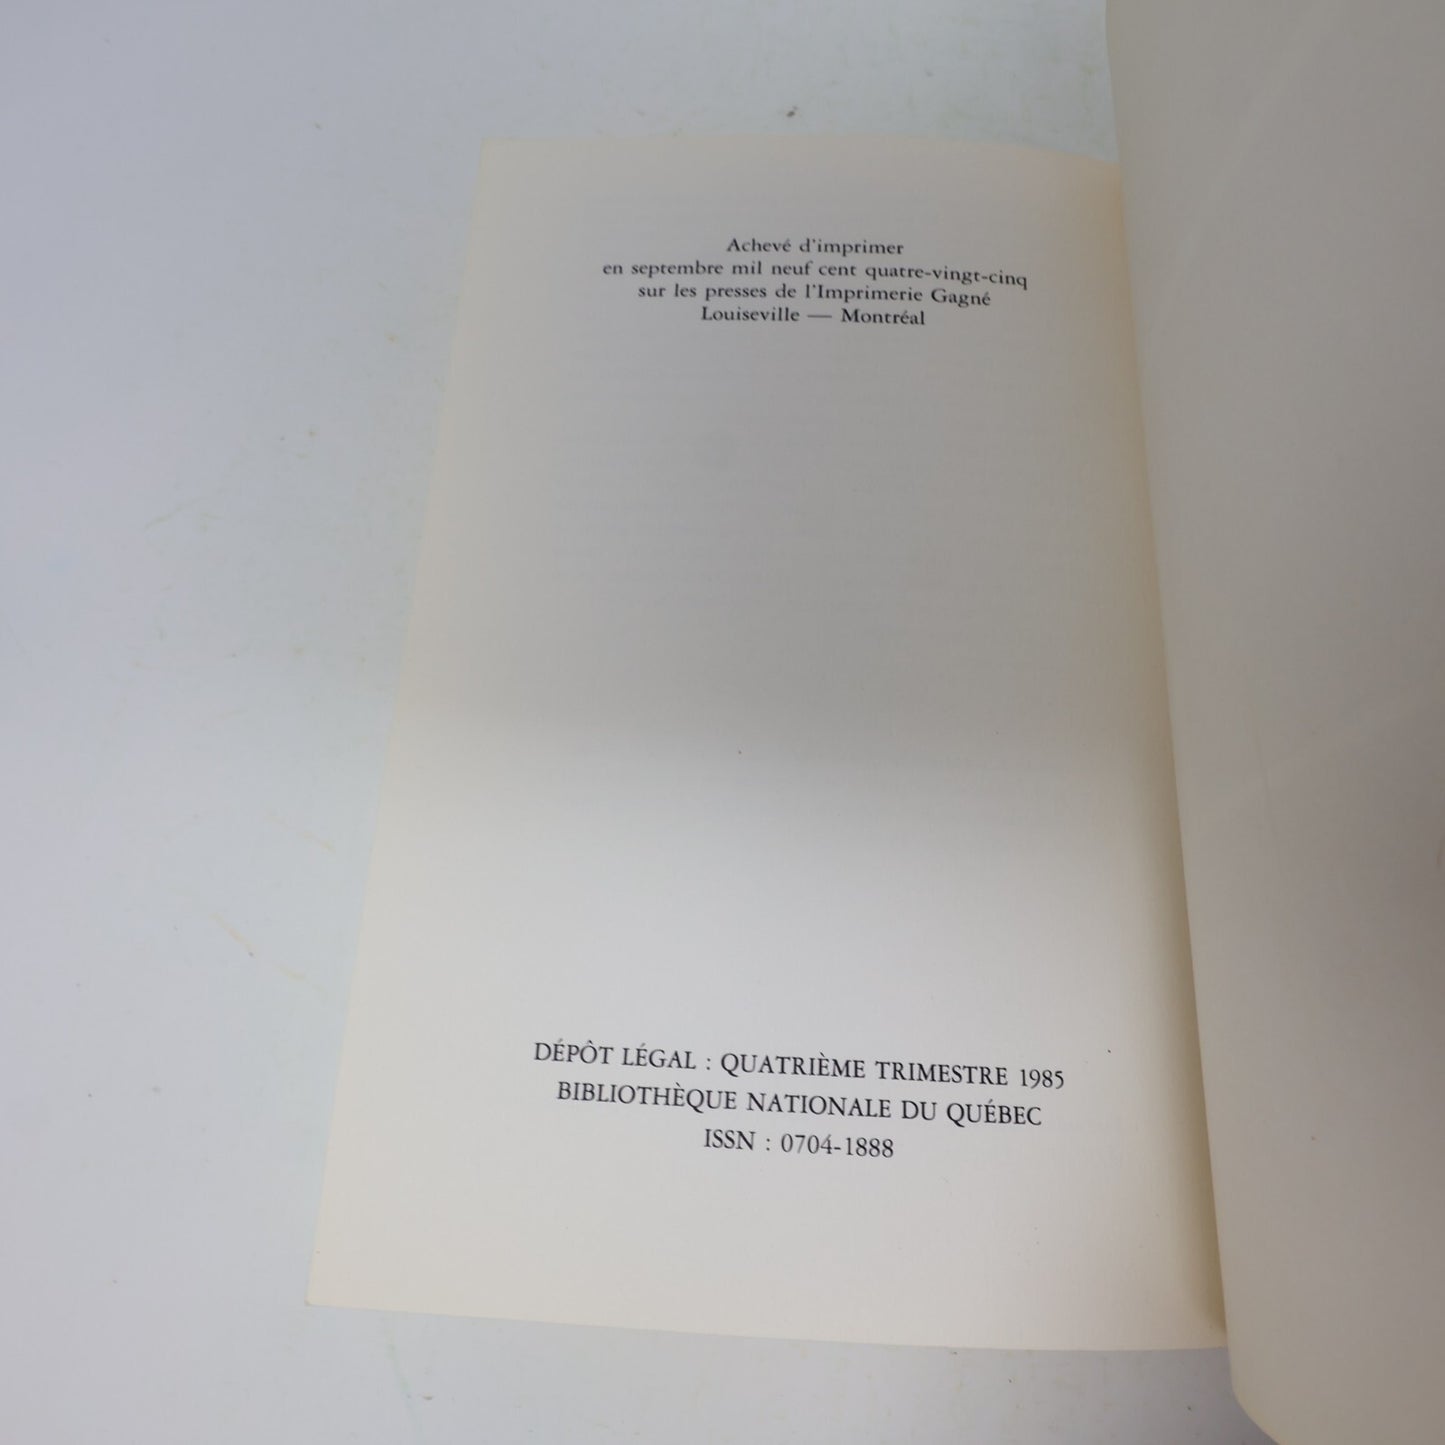 Achevé d'imprimer
en septembre mil neuf cent quatre-vingt-cinq
sur les presses de l'Imprimerie Gagné
Louiseville — Montréal
DÉPÔT LÉGAL : QUATRIÈME TRIMESTRE 1985
BIBLIOTHÈQUE NATIONALE DU QUÉBEC
ISSN : 0704-1888